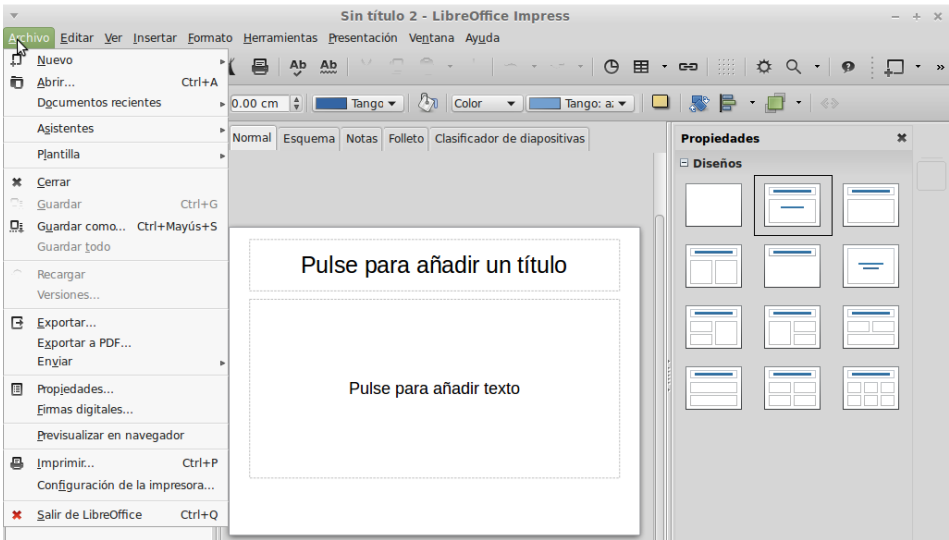 Sin título 2 - LibreOffice Impress
Archivo Editar Ver Insertar Formato Herramientas Presentación Ventana Ayuda
Nuevo
Abrir... Ctrl+A
Documentos recientes
Asistentes
Plantilla
Cerrar
Guardar Ctrl+G
Guardar como... Ctrl+Mayús+S
Guardar todo
Recargar
Versiones...
Exportar...
Exportar a PDF...
Enviar
Propiedades...
Firmas digitales...
Previsualizar en navegador
Imprimir... Ctrl+P
Configuración de la impresora...
Salir de LibreOffice Ctrl+Q
Ab Ab
0.00 cm Tango Color Tango: a:
Normal Esquema Notas Folleto Clasificador de diapositivas
Pulse para añadir un título
Pulse para añadir texto
Propiedades
Diseños